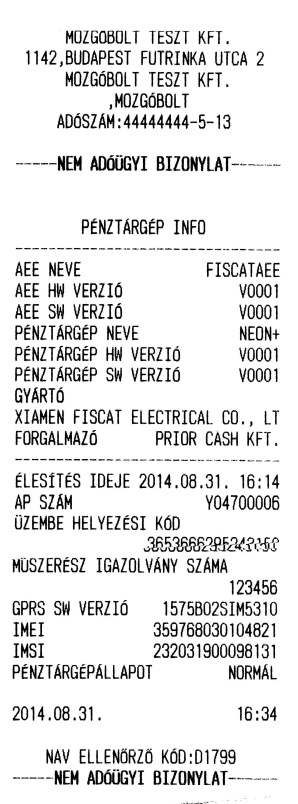 MOZGÓBOLT TESZT KFT.
1142,BUDAPEST FUTRINKA UTCA 2
MOZGÓBOLT TESZT KFT.
,MOZGÓBOLT
ADÓSZÁM:44444444-5-13
-----NEM ADÓÜGYI BIZONYLAT-----
PÉNZTÁRGÉP INFO
AEE NEVE FISCATAEE
AEE HW VERZIÓ V0001
AEE SW VERZIÓ V0001
PÉNZTÁRGÉP NEVE NEON+
PÉNZTÁRGÉP HW VERZIÓ V0001
PÉNZTÁRGÉP SW VERZIÓ V0001
GYÁRTÓ
XIAMEN FISCAT ELECTRICAL CO., LT
FORGALMAZÓ PRIOR CASH KFT.
ÉLESÍTÉS IDEJE 2014.08.31. 16:14
AP SZÁM Y04700006
ÜZEMBE HELYEZÉSI KÓD
MŰSZERÉSZ IGAZOLVÁNY SZÁMA
123456
GPRS SW VERZIÓ 1575B02SIM5310
IMEI 359768030104821
IMSI 232031900098131
PÉNZTÁRGÉPÁLLAPOT NORMÁL
2014.08.31. 16:34
NAV ELLENŐRZŐ KÓD:D1799
-----NEM ADÓÜGYI BIZONYLAT-----